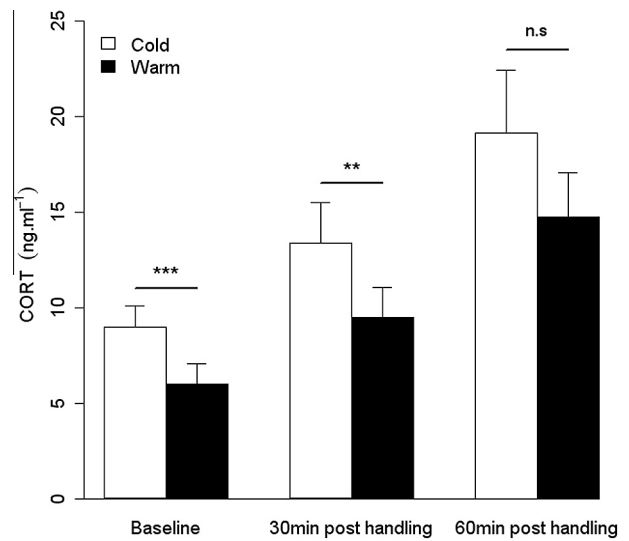 25
20
15
10
5
0
CORT (ng.ml⁻¹)
Cold
Warm
***
**
n.s
Baseline
30min post handling
60min post handling